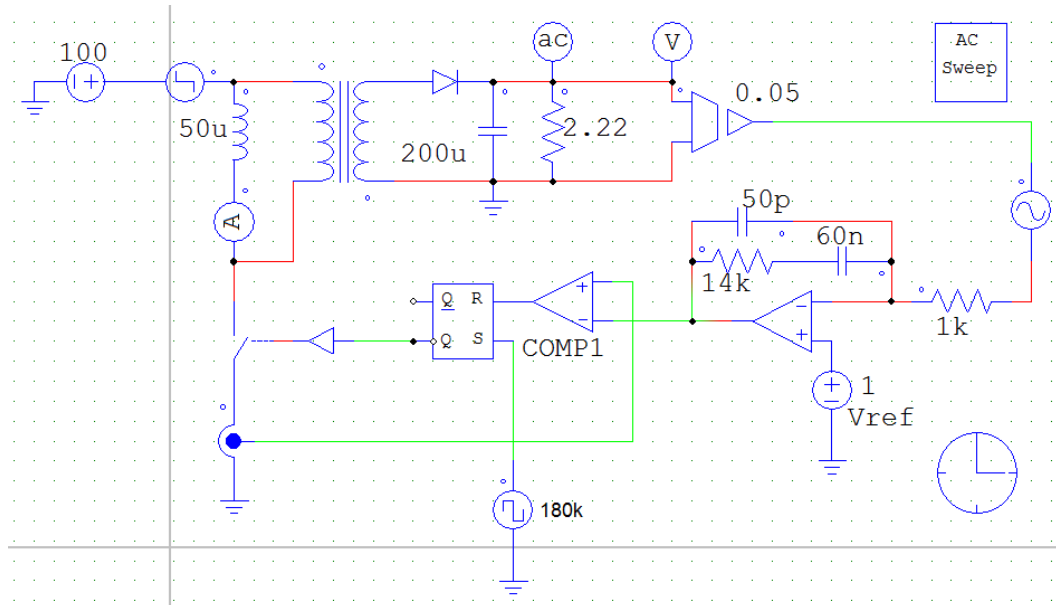 100
ac
V
AC
Sweep
0.05
50u
200u
2.22
A
50p
60n
14k
1k
Q R
Q S
COMP1
1
Vref
180k